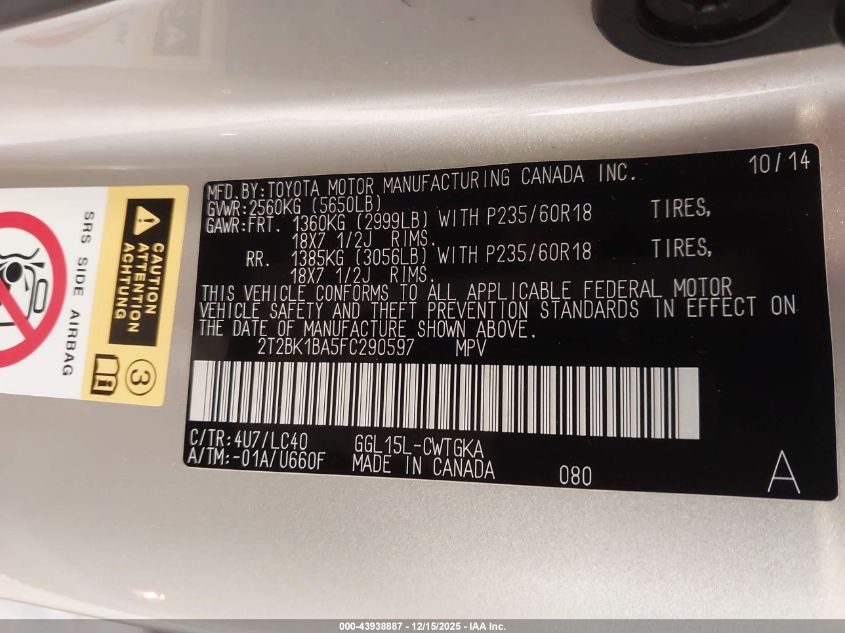 MFD. BY: TOYOTA MOTOR MANUFACTURING CANADA INC. 10/14
GVWR: 2560KG (5650LB)
GAWR: FRT. 1360KG (2999LB) WITH P235/60R18 TIRES,
18X7 1/2J RIMS.
RR. 1385KG (3056LB) WITH P235/60R18 TIRES,
18X7 1/2J RIMS.
THIS VEHICLE CONFORMS TO ALL APPLICABLE FEDERAL MOTOR
VEHICLE SAFETY AND THEFT PREVENTION STANDARDS IN EFFECT ON
THE DATE OF MANUFACTURE SHOWN ABOVE.
2T2BK1BA5FC290597 MPV
C/TR: 4U7/LC40 GGL15L-CWTGKA
A/TM: -01A/U660F MADE IN CANADA 080 A
CAUTION
ATTENTION
ACHTUNG
3
SRS SIDE AIRBAG
000-43938887 - 12/15/2025 - IAA Inc.